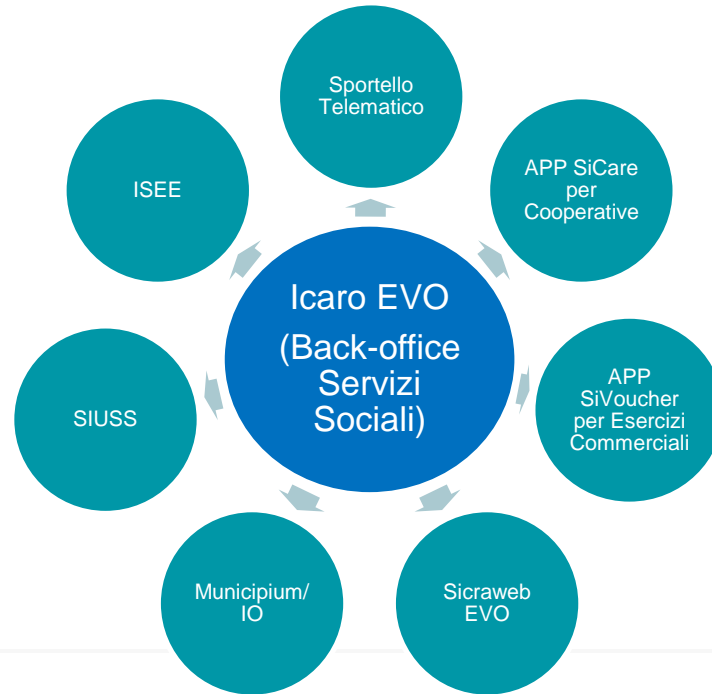 Sportello
Telematico
APP SiCare
per
Cooperative
ISEE
Icaro EVO
(Back-office
Servizi
Sociali)
APP
SiVoucher
per Esercizi
Commerciali
SIUSS
Municipium/
IO
Sicraweb
EVO